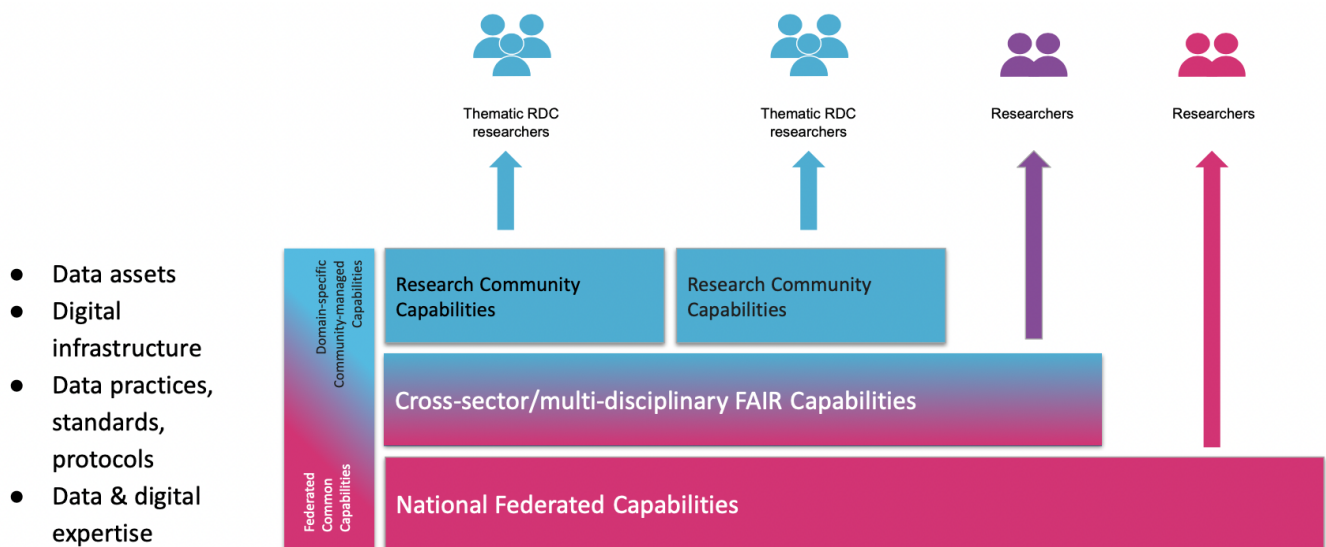 Thematic RDC
researchers
Thematic RDC
researchers
Researchers
Researchers
Data assets
Digital
infrastructure
Data practices,
standards,
protocols
Data & digital
expertise
Domain-specific
Community-managed
Capabilities
Federated
Common
Capabilities
Research Community
Capabilities
Research Community
Capabilities
Cross-sector/multi-disciplinary FAIR Capabilities
National Federated Capabilities